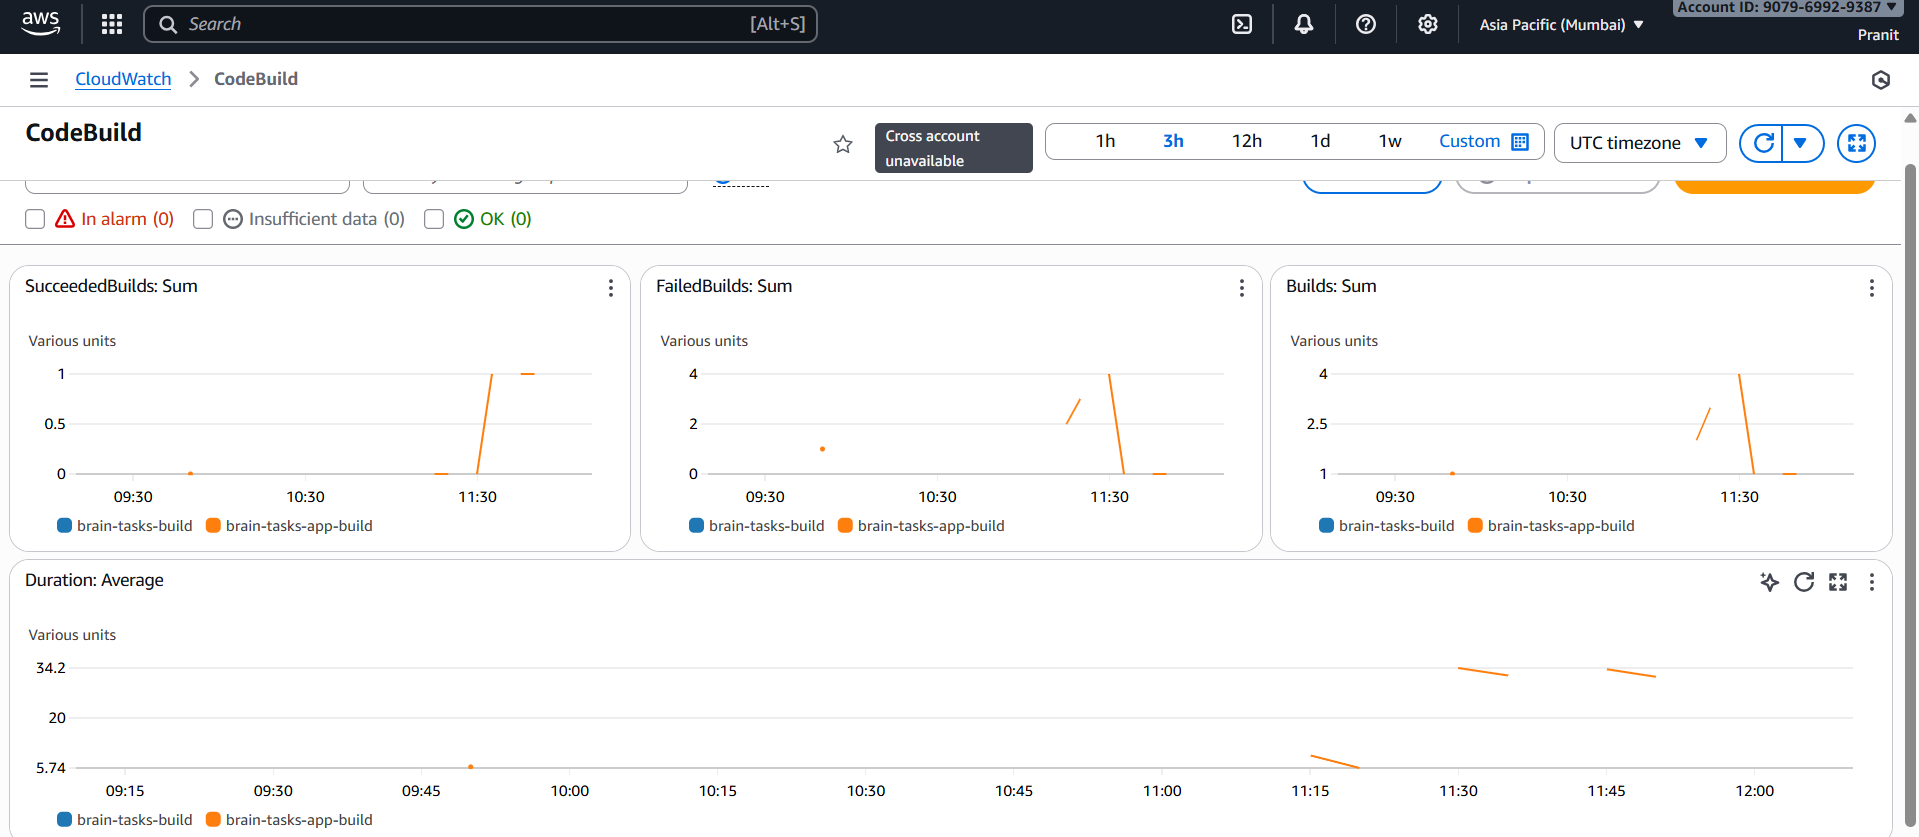 aws
Search
[Alt+S]
Asia Pacific (Mumbai)
Account ID: 9079-6992-9387
Pranit
CloudWatch
CodeBuild
CodeBuild
Cross account
unavailable
1h 3h 12h 1d 1w Custom
UTC timezone
In alarm (0) Insufficient data (0) OK (0)
SucceededBuilds: Sum
Various units
1
0.5
0
09:30 10:30 11:30
brain-tasks-build brain-tasks-app-build
FailedBuilds: Sum
Various units
4
2
0
09:30 10:30 11:30
brain-tasks-build brain-tasks-app-build
Builds: Sum
Various units
4
2.5
1
09:30 10:30 11:30
brain-tasks-build brain-tasks-app-build
Duration: Average
Various units
34.2
20
5.74
09:15 09:30 09:45 10:00 10:15 10:30 10:45 11:00 11:15 11:30 11:45 12:00
brain-tasks-build brain-tasks-app-build